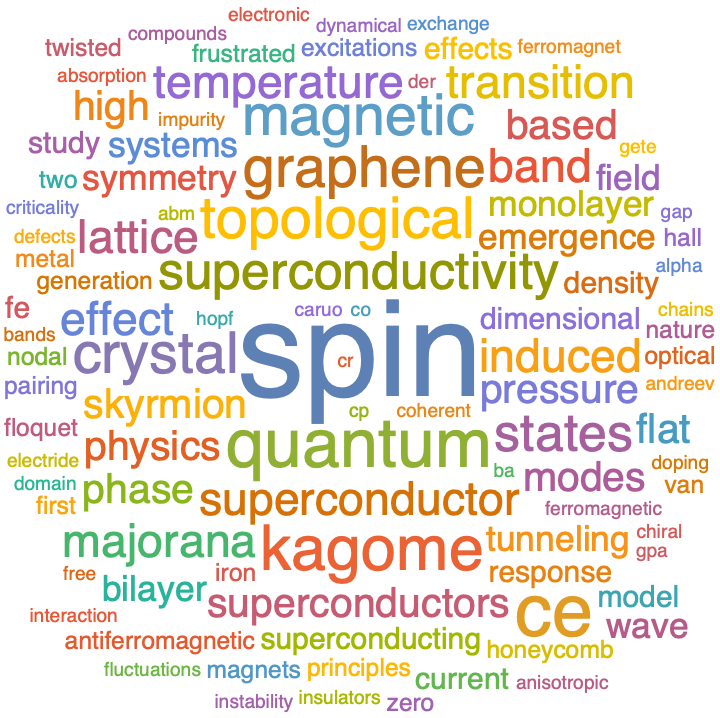 electronic
compounds dynamical exchange
twisted frustrated excitations effects ferromagnet
absorption temperature der transition
high impurity magnetic based
study systems gete
two symmetry graphene band field
criticality abm topological monolayer gap
defects lattice emergence hall
metal generation superconductivity density alpha
fe effect hopf caruo co dimensional chains
bands crystal spin cr induced nature
nodal optical
pairing skyrmion cp coherent pressure andreev
floquet physics quantum states flat
electride ba modes doping
domain phase superconductor van
first ferromagnetic
majorana kagome tunneling chiral
free iron response gpa
bilayer superconductors ce model
interaction wave
antiferromagnetic superconducting honeycomb
fluctuations magnets principles current anisotropic
instability insulators zero